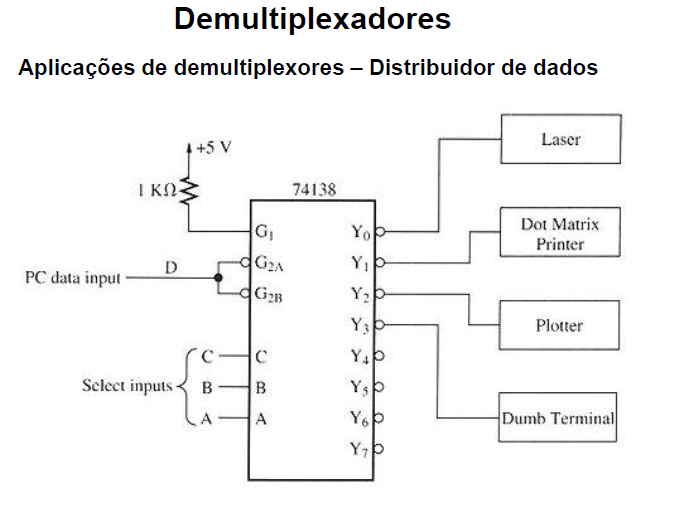 Demultiplexadores
Aplicações de demultiplexores – Distribuidor de dados
+5 V
1 KΩ
74138
Laser
G1
Y0
Dot Matrix
Printer
D
G2A
Y1
PC data input
G2B
Y2
Y3
Plotter
C
C
Y4
Select inputs
B
B
Y5
A
A
Y6
Dumb Terminal
Y7